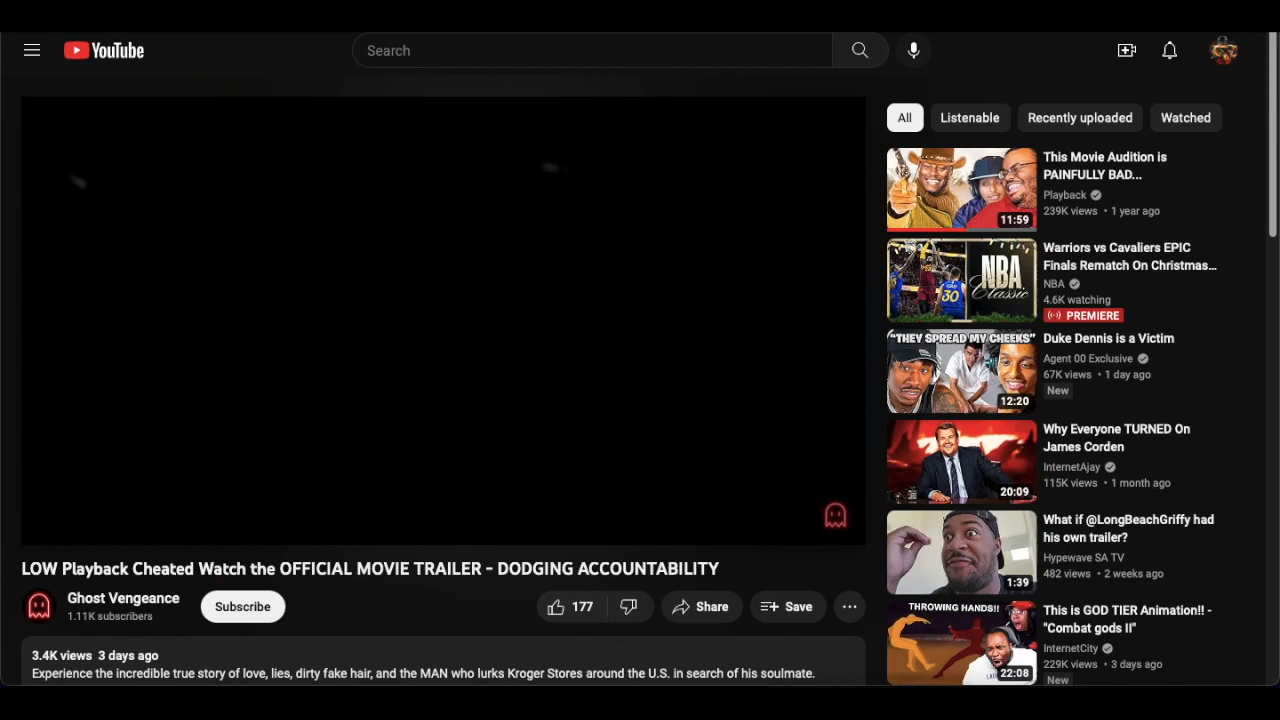 YouTube
Search
All
Listenable
Recently uploaded
Watched
This Movie Audition is
PAINFULLY BAD...
Playback
239K views • 1 year ago
11:59
Warriors vs Cavaliers EPIC
Finals Rematch On Christmas...
NBA
4.6K watching
PREMIERE
NBA
Classic
30
"THEY SPREAD MY CHEEKS"
12:20
Duke Dennis is a Victim
Agent 00 Exclusive
67K views • 1 day ago
New
Why Everyone TURNED On
James Corden
InternetAjay
115K views • 1 month ago
20:09
What if @LongBeachGriffy had
his own trailer?
Hypewave SA TV
482 views • 2 weeks ago
1:39
THROWING HANDS!!
22:08
This is GOD TIER Animation!! -
"Combat gods II"
InternetCity
229K views • 3 days ago
New
LOW Playback Cheated Watch the OFFICIAL MOVIE TRAILER - DODGING ACCOUNTABILITY
Ghost Vengeance
1.11K subscribers
Subscribe
177
Share
Save
3.4K views 3 days ago
Experience the incredible true story of love, lies, dirty fake hair, and the MAN who lurks Kroger Stores around the U.S. in search of his soulmate.